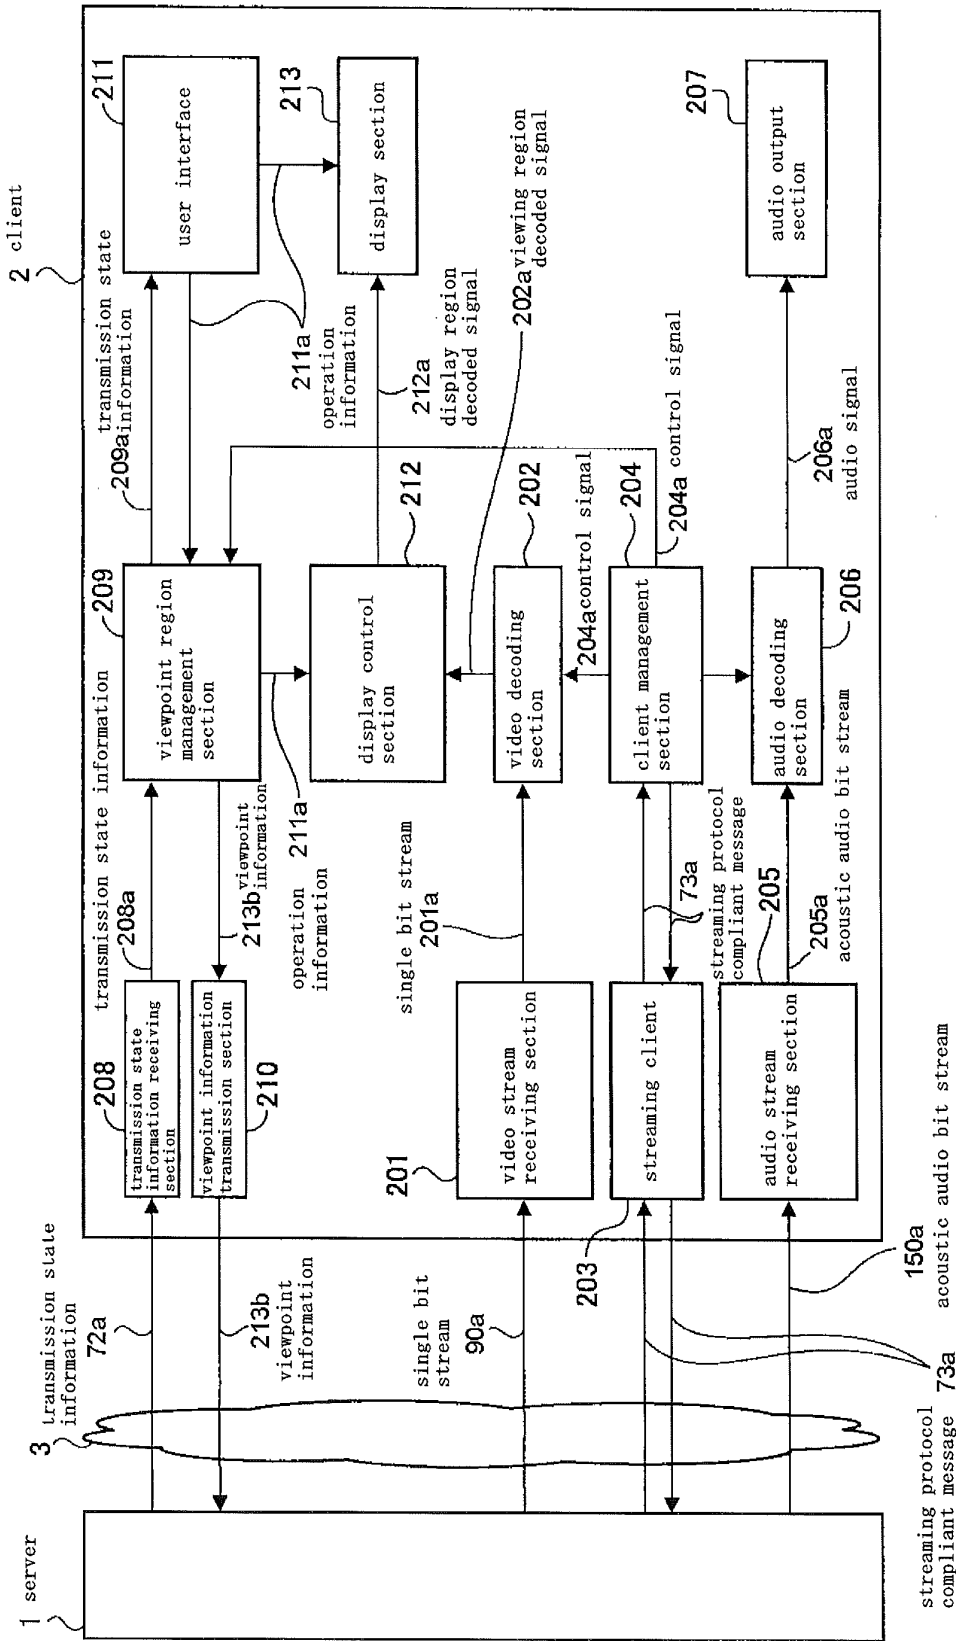 2 client
211
user interface
213
display section
207
audio output
section
transmission state
209a information
211a
operation
information
212a
display region
decoded signal
202a viewing region
decoded signal
204a control signal
206a
audio signal
209
viewpoint region
management
section
212
display control
section
202
video decoding
section
204a control signal
204
client management
section
206
audio decoding
section
transmission state information
208a
213b viewpoint
information
211a
operation
information
single bit stream
201a
73a
streaming protocol
compliant message
205a
acoustic audio bit stream
208
transmission state
information receiving
section
viewpoint information
transmission section
210
201
video stream
receiving section
streaming client
203
205
audio stream
receiving section
3 transmission state
information
72a
213b
viewpoint
information
single bit
stream
90a
150a
acoustic audio bit stream
73a
streaming protocol
compliant message
1 server